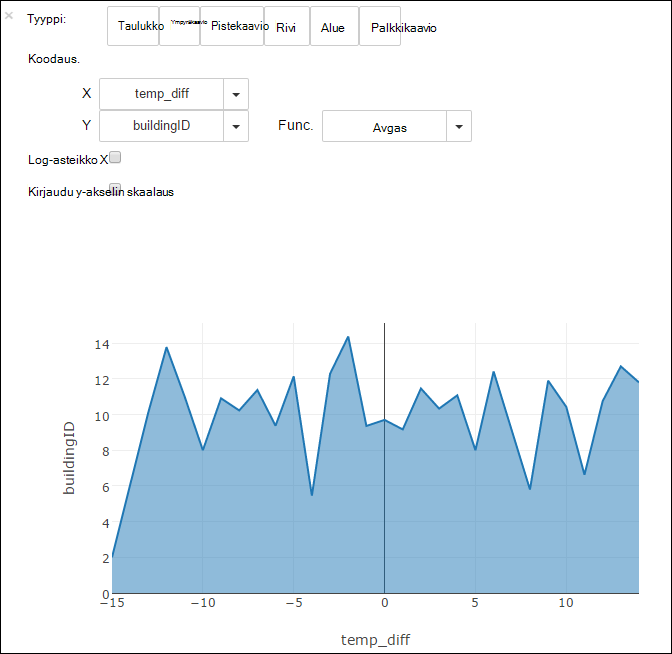 × Tyyppi: Taulukko Ympyräkaavio Pistekaavio Rivi Alue Palkkikaavio
Koodaus.
X temp_diff
Y buildingID Func. Avgas
Log-asteikko X
Kirjaudu y-akselin skaalaus
14
12
10
8
6
4
2
0
buildingID
−15 −10 −5 0 5 10
temp_diff